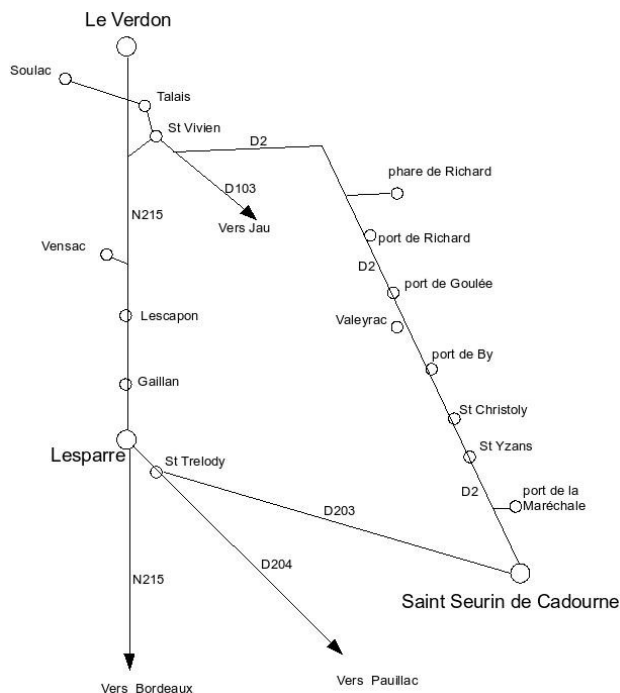 Le Verdon
Soulac
Talais
St Vivien
D2
phare de Richard
D103
Vers Jau
N215
port de Richard
Vensac
D2
port de Goulée
Lescapon
Valeyrac
port de By
Gaillan
St Christoly
Lesparre
St Yzans
St Trelody
D2
port de la
Maréchale
D203
D204
N215
Saint Seurin de Cadourne
Vers Pauillac
Vers Bordeaux